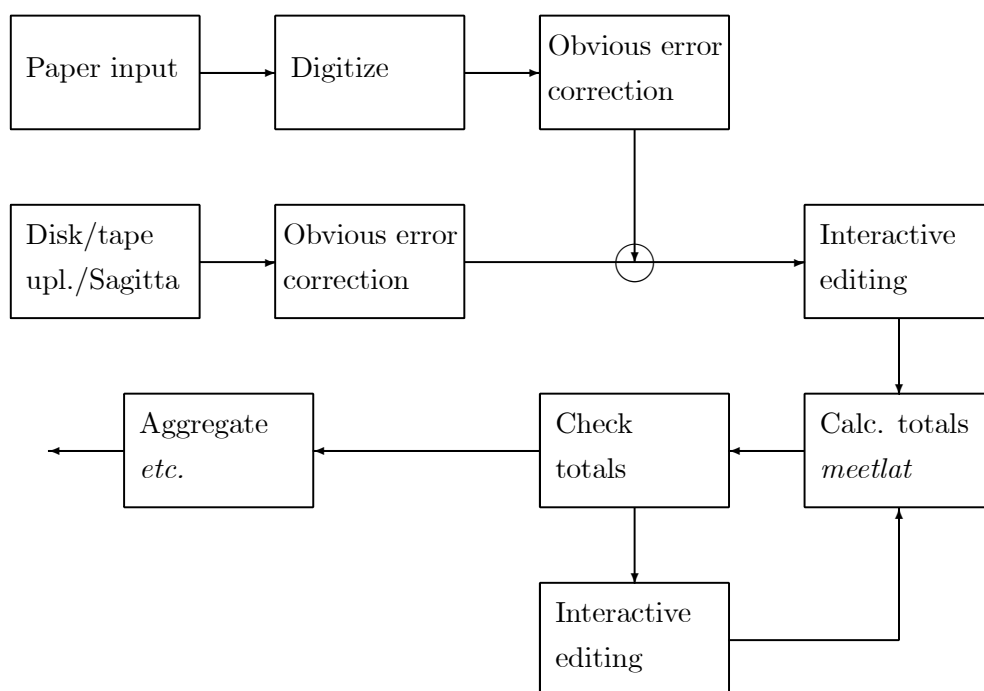 Paper input
Digitize
Obvious error
correction
Disk/tape
upl./Sagitta
Obvious error
correction
Interactive
editing
Aggregate
etc.
Check
totals
Calc. totals
meetlat
Interactive
editing